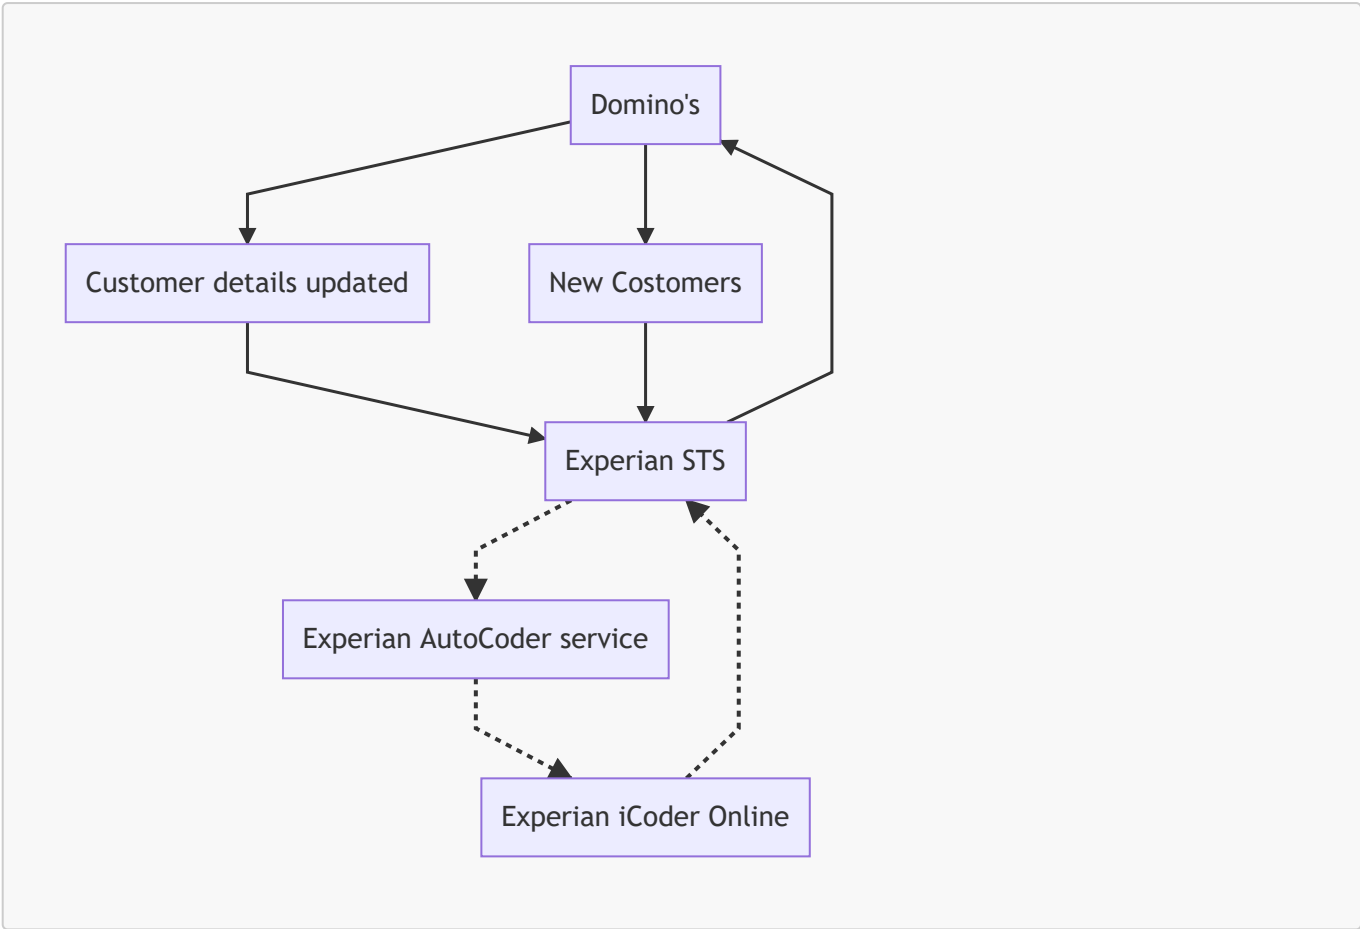 Domino's
Customer details updated
New Costomers
Experian STS
Experian AutoCoder service
Experian iCoder Online